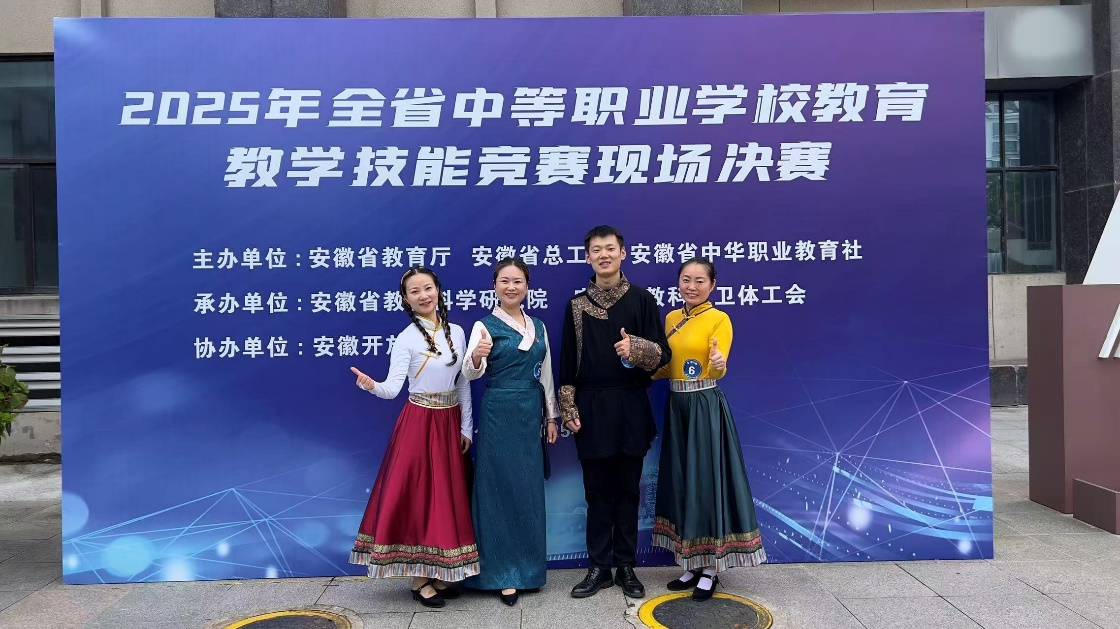 2025年全省中等职业学校教育
教学技能竞赛现场决赛
主办单位：安徽省教育厅 安徽省总工 安徽省中华职业教育社
承办单位：安徽省教 科学研 院 教科 卫体工会
协办单位：安徽开放
6